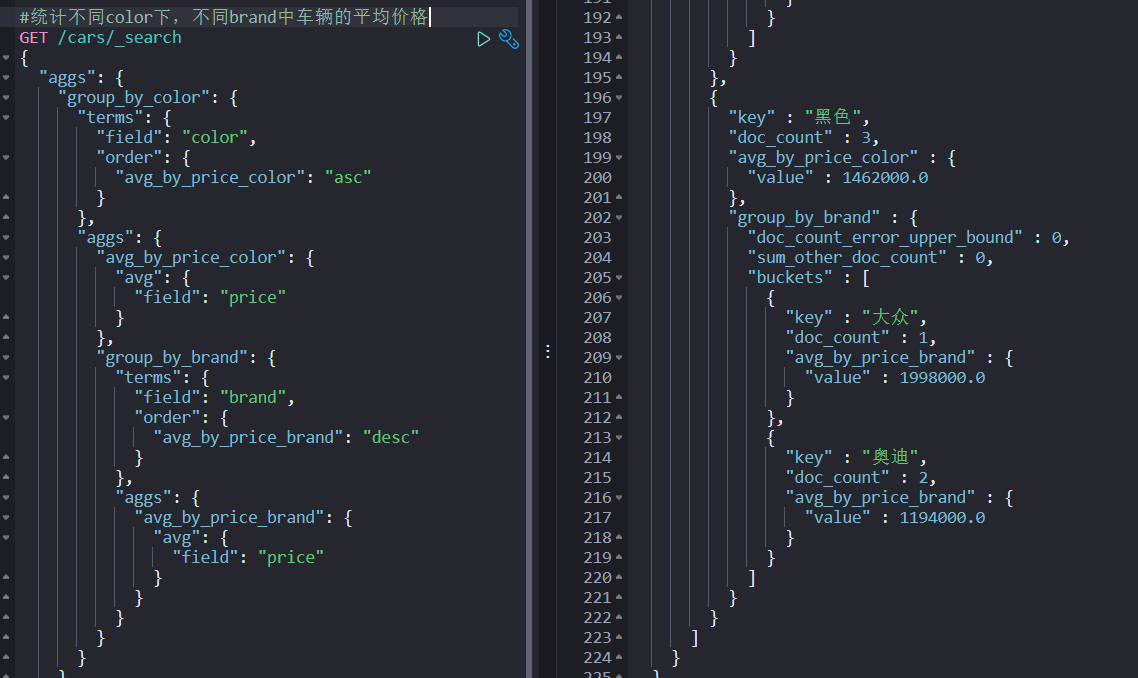 #统计不同color下，不同brand中车辆的平均价格
GET /cars/_search
{
  "aggs": {
    "group_by_color": {
      "terms": {
        "field": "color",
        "order": {
          "avg_by_price_color": "asc"
        }
      },
      "aggs": {
        "avg_by_price_color": {
          "avg": {
            "field": "price"
          }
        },
        "group_by_brand": {
          "terms": {
            "field": "brand",
            "order": {
              "avg_by_price_brand": "desc"
            }
          },
          "aggs": {
            "avg_by_price_brand": {
              "avg": {
                "field": "price"
              }
            }
          }
        }
      }
191 }
192 }
193 ]
194 }
195 },
196 {
197 "key" : "黑色",
198 "doc_count" : 3,
199 "avg_by_price_color" : {
200 "value" : 1462000.0
201 },
202 "group_by_brand" : {
203 "doc_count_error_upper_bound" : 0,
204 "sum_other_doc_count" : 0,
205 "buckets" : [
206 {
207 "key" : "大众",
208 "doc_count" : 1,
209 "avg_by_price_brand" : {
210 "value" : 1998000.0
211 }
212 },
213 {
214 "key" : "奥迪",
215 "doc_count" : 2,
216 "avg_by_price_brand" : {
217 "value" : 1194000.0
218 }
219 }
220 ]
221 }
222 }
223 ]
224 }
225 }